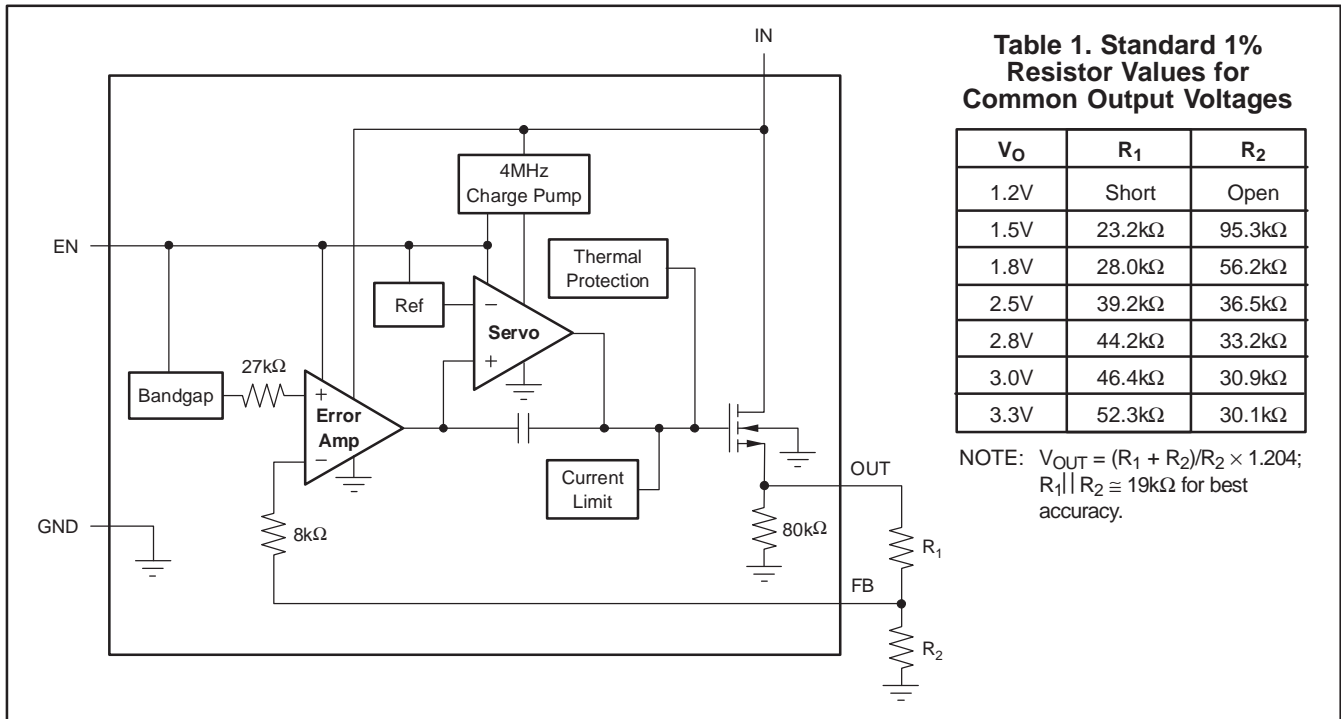 IN
Table 1. Standard 1%
Resistor Values for
Common Output Voltages
VO R1 R2
1.2V Short Open
1.5V 23.2kΩ 95.3kΩ
1.8V 28.0kΩ 56.2kΩ
2.5V 39.2kΩ 36.5kΩ
2.8V 44.2kΩ 33.2kΩ
3.0V 46.4kΩ 30.9kΩ
3.3V 52.3kΩ 30.1kΩ
NOTE: VOUT = (R1 + R2)/R2 × 1.204;
R1|| R2 ≅ 19kΩ for best
accuracy.
4MHz
Charge Pump
EN
Thermal
Protection
Ref
−
Servo
+
27kΩ
Bandgap
+
Error
Amp
−
Current
Limit
OUT
GND
8kΩ
80kΩ
R1
FB
R2